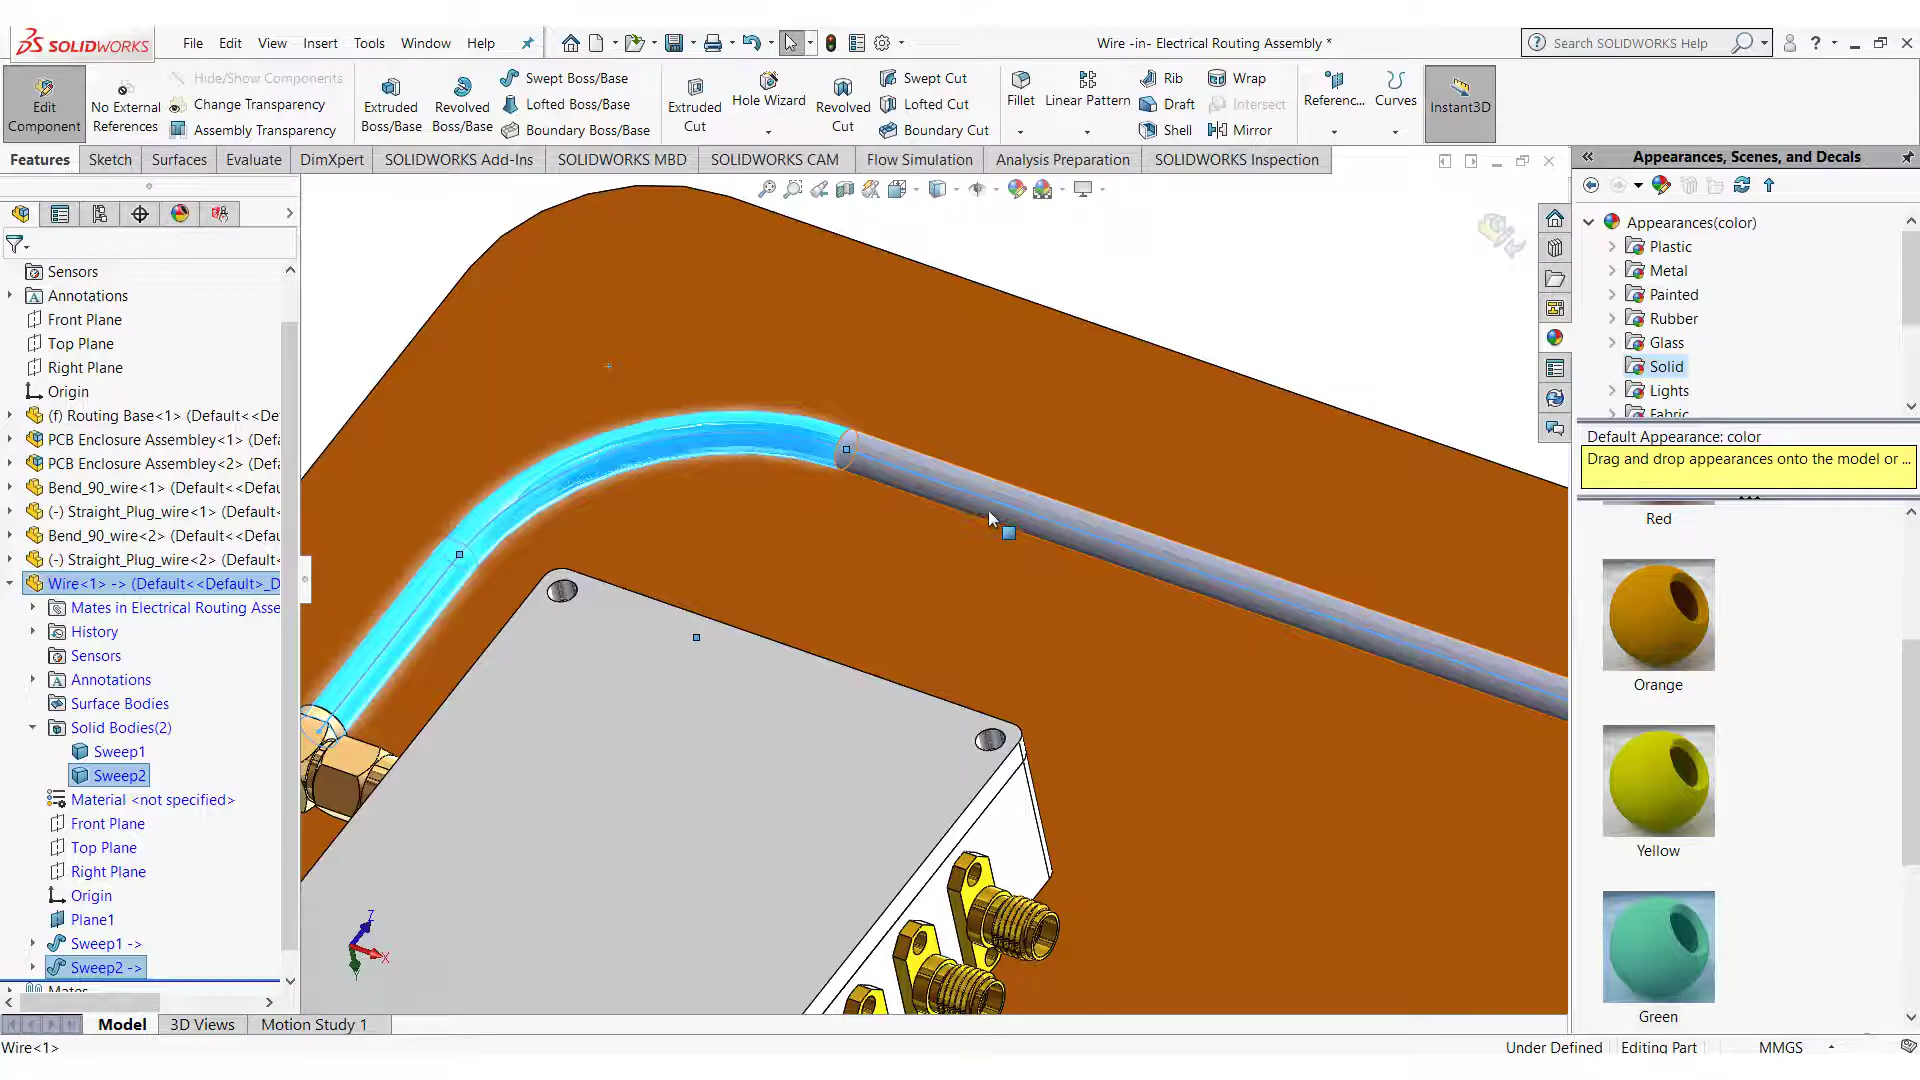 SOLIDWORKS
File Edit View Insert Tools Window Help
Wire -in- Electrical Routing Assembly *
Search SOLIDWORKS Help
Edit Component
No External References
Hide/Show Components
Change Transparency
Assembly Transparency
Extruded Boss/Base
Revolved Boss/Base
Swept Boss/Base
Lofted Boss/Base
Boundary Boss/Base
Extruded Cut
Hole Wizard
Revolved Cut
Swept Cut
Lofted Cut
Boundary Cut
Fillet
Linear Pattern
Rib
Draft
Shell
Wrap
Intersect
Mirror
Referenc...
Curves
Instant3D
Features Sketch Surfaces Evaluate DimXpert SOLIDWORKS Add-Ins SOLIDWORKS MBD SOLIDWORKS CAM Flow Simulation Analysis Preparation SOLIDWORKS Inspection
Sensors
Annotations
Front Plane
Top Plane
Right Plane
Origin
(f) Routing Base<1> (Default<<De
PCB Enclosure Assembley<1> (Defa
PCB Enclosure Assembley<2> (Defa
Bend_90_wire<1> (Default<<Defau
(-) Straight_Plug_wire<1> (Default<
Bend_90_wire<2> (Default<<Defau
(-) Straight_Plug_wire<2> (Default<
Wire<1> -> (Default<<Default>_D
Mates in Electrical Routing Asse
History
Sensors
Annotations
Surface Bodies
Solid Bodies(2)
Sweep1
Sweep2
Material <not specified>
Front Plane
Top Plane
Right Plane
Origin
Plane1
Sweep1 ->
Sweep2 ->
Mates
Z
X
Y
Model 3D Views Motion Study 1
Wire<1>
Under Defined Editing Part MMGS
Appearances, Scenes, and Decals
Appearances(color)
Plastic
Metal
Painted
Rubber
Glass
Solid
Lights
Fabric
Default Appearance: color
Drag and drop appearances onto the model or ...
Red
Orange
Yellow
Green